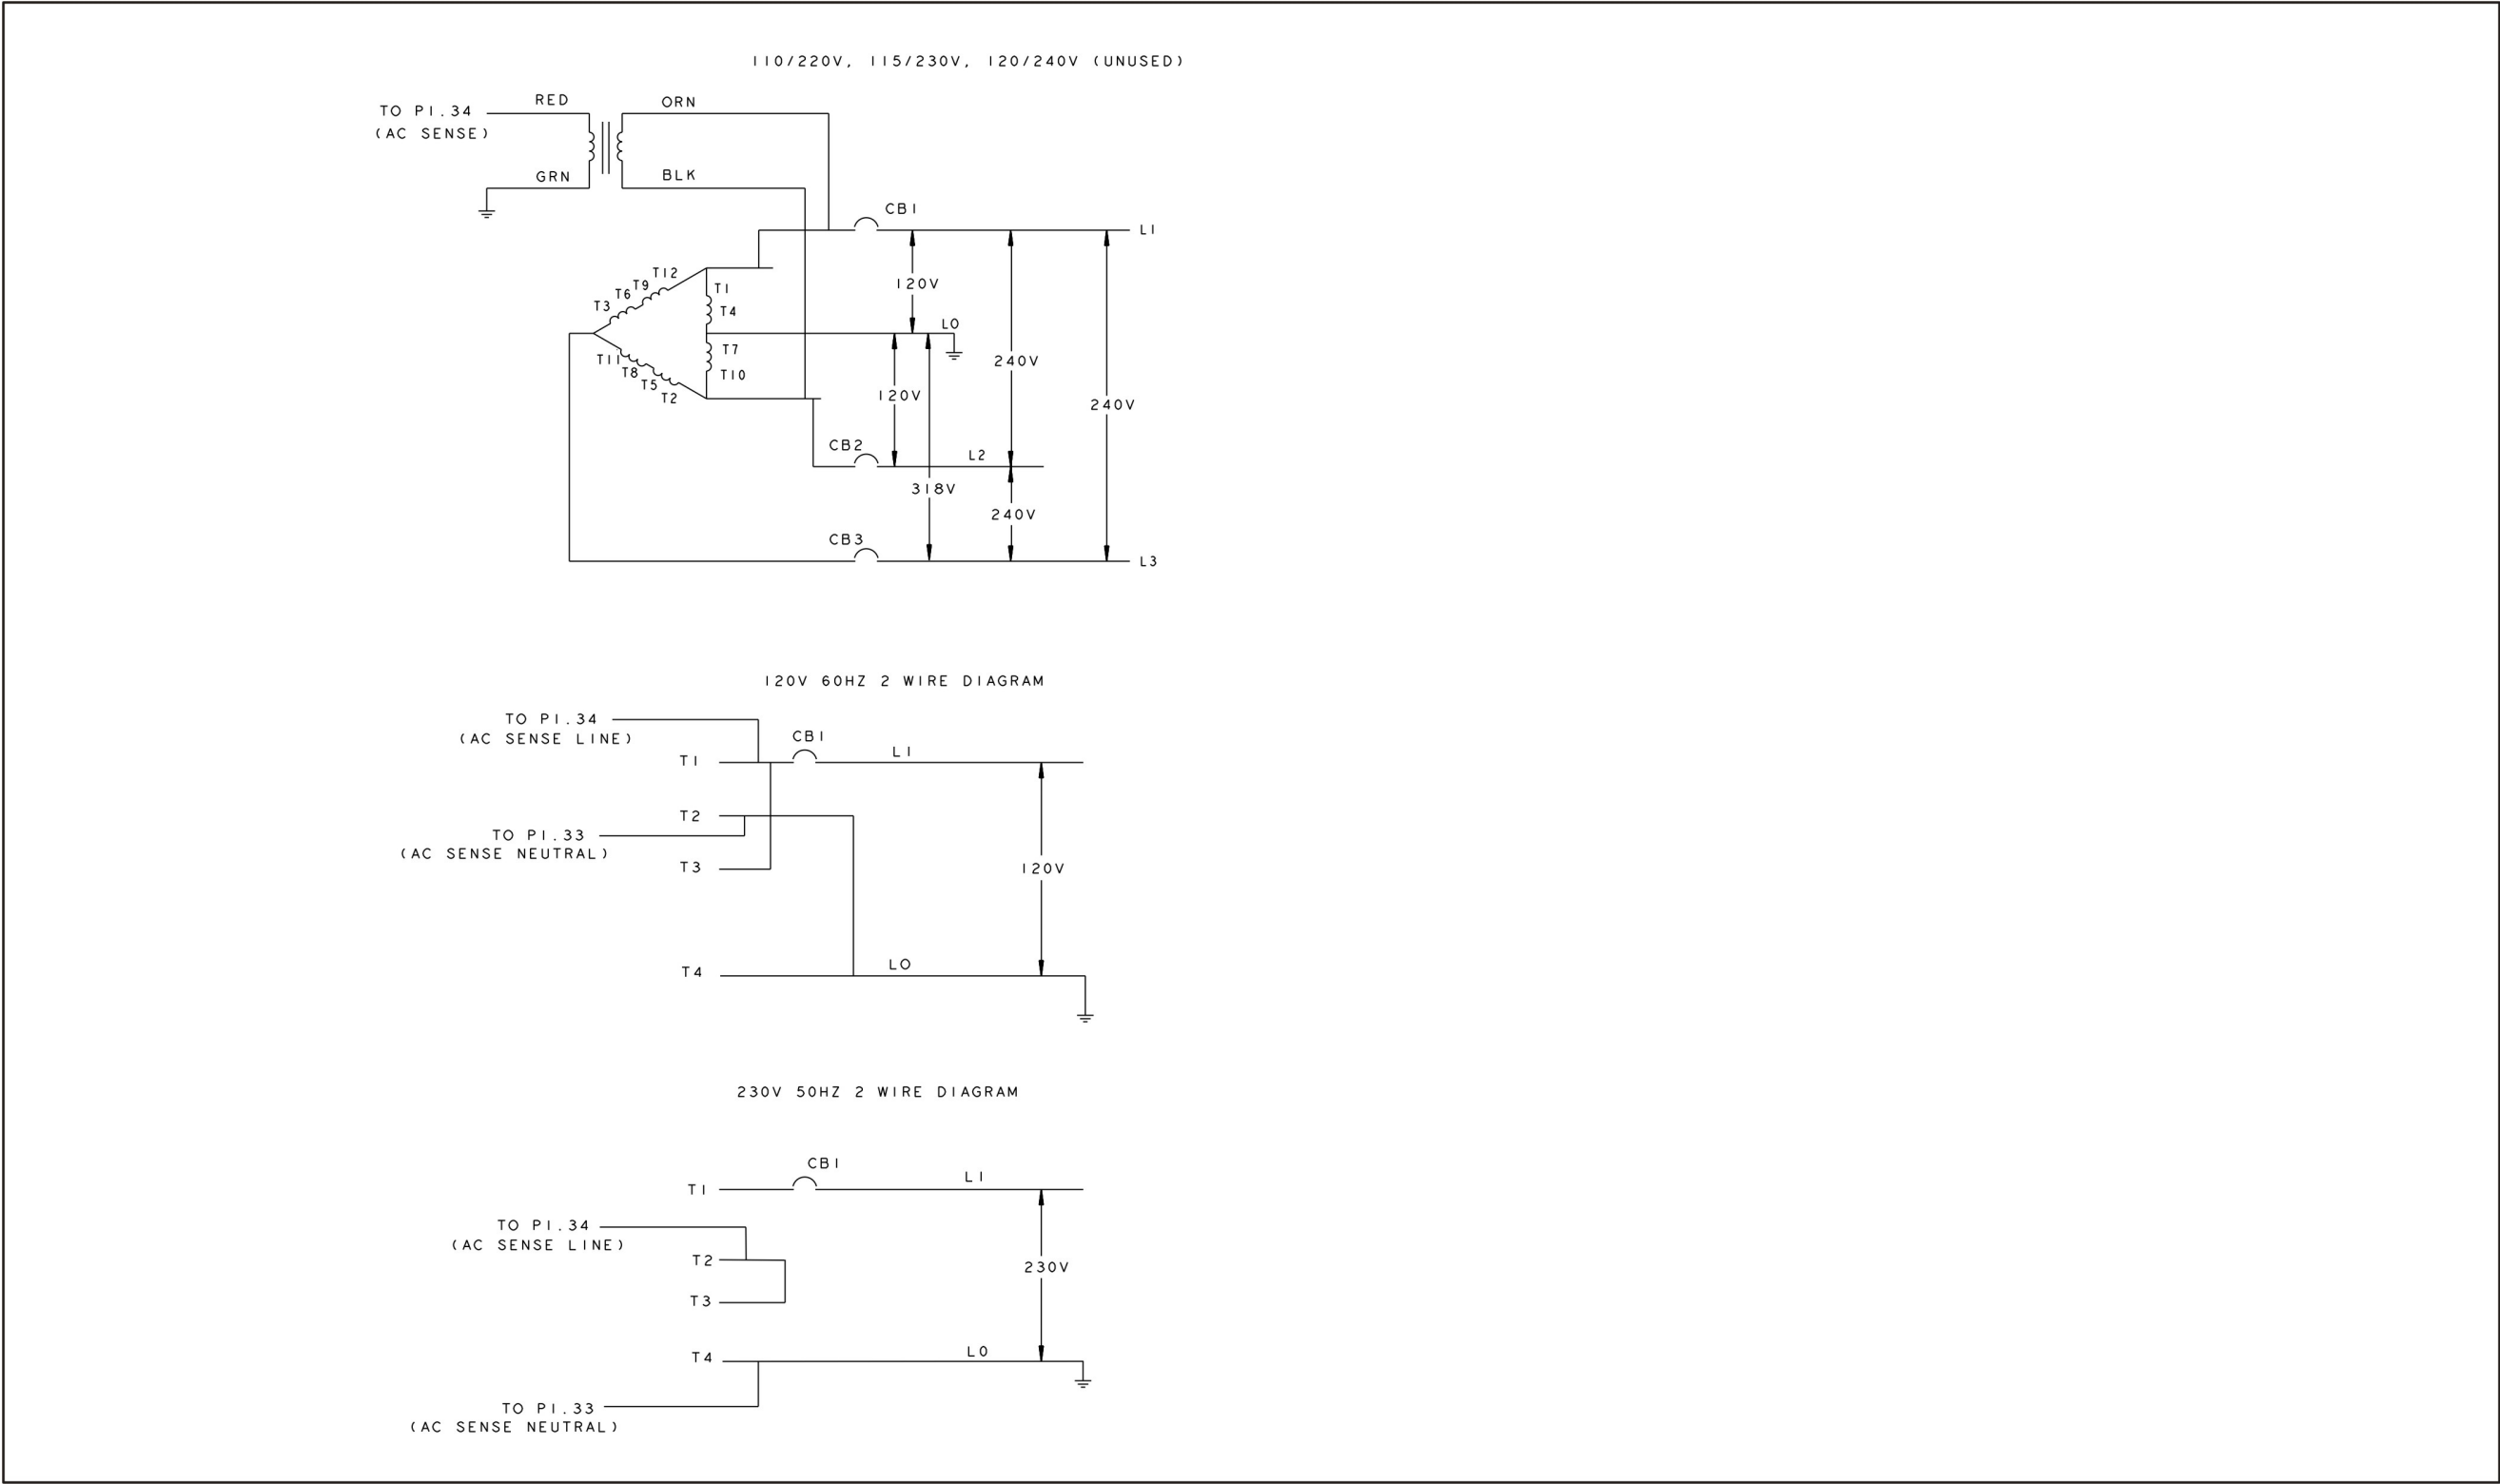 110/220V, 115/230V, 120/240V (UNUSED)
RED
ORN
TO P1.34
(AC SENSE)
GRN
BLK
CB1
L1
T12
T9
T6
T3
T1
T4
120V
L0
T7
T10
T11
T8
T5
T2
240V
120V
240V
CB2
L2
318V
240V
CB3
L3
120V 60HZ 2 WIRE DIAGRAM
TO P1.34
(AC SENSE LINE)
CB1
L1
T1
T2
TO P1.33
(AC SENSE NEUTRAL)
T3
120V
L0
T4
230V 50HZ 2 WIRE DIAGRAM
CB1
L1
T1
TO P1.34
(AC SENSE LINE)
T2
230V
T3
L0
T4
TO P1.33
(AC SENSE NEUTRAL)